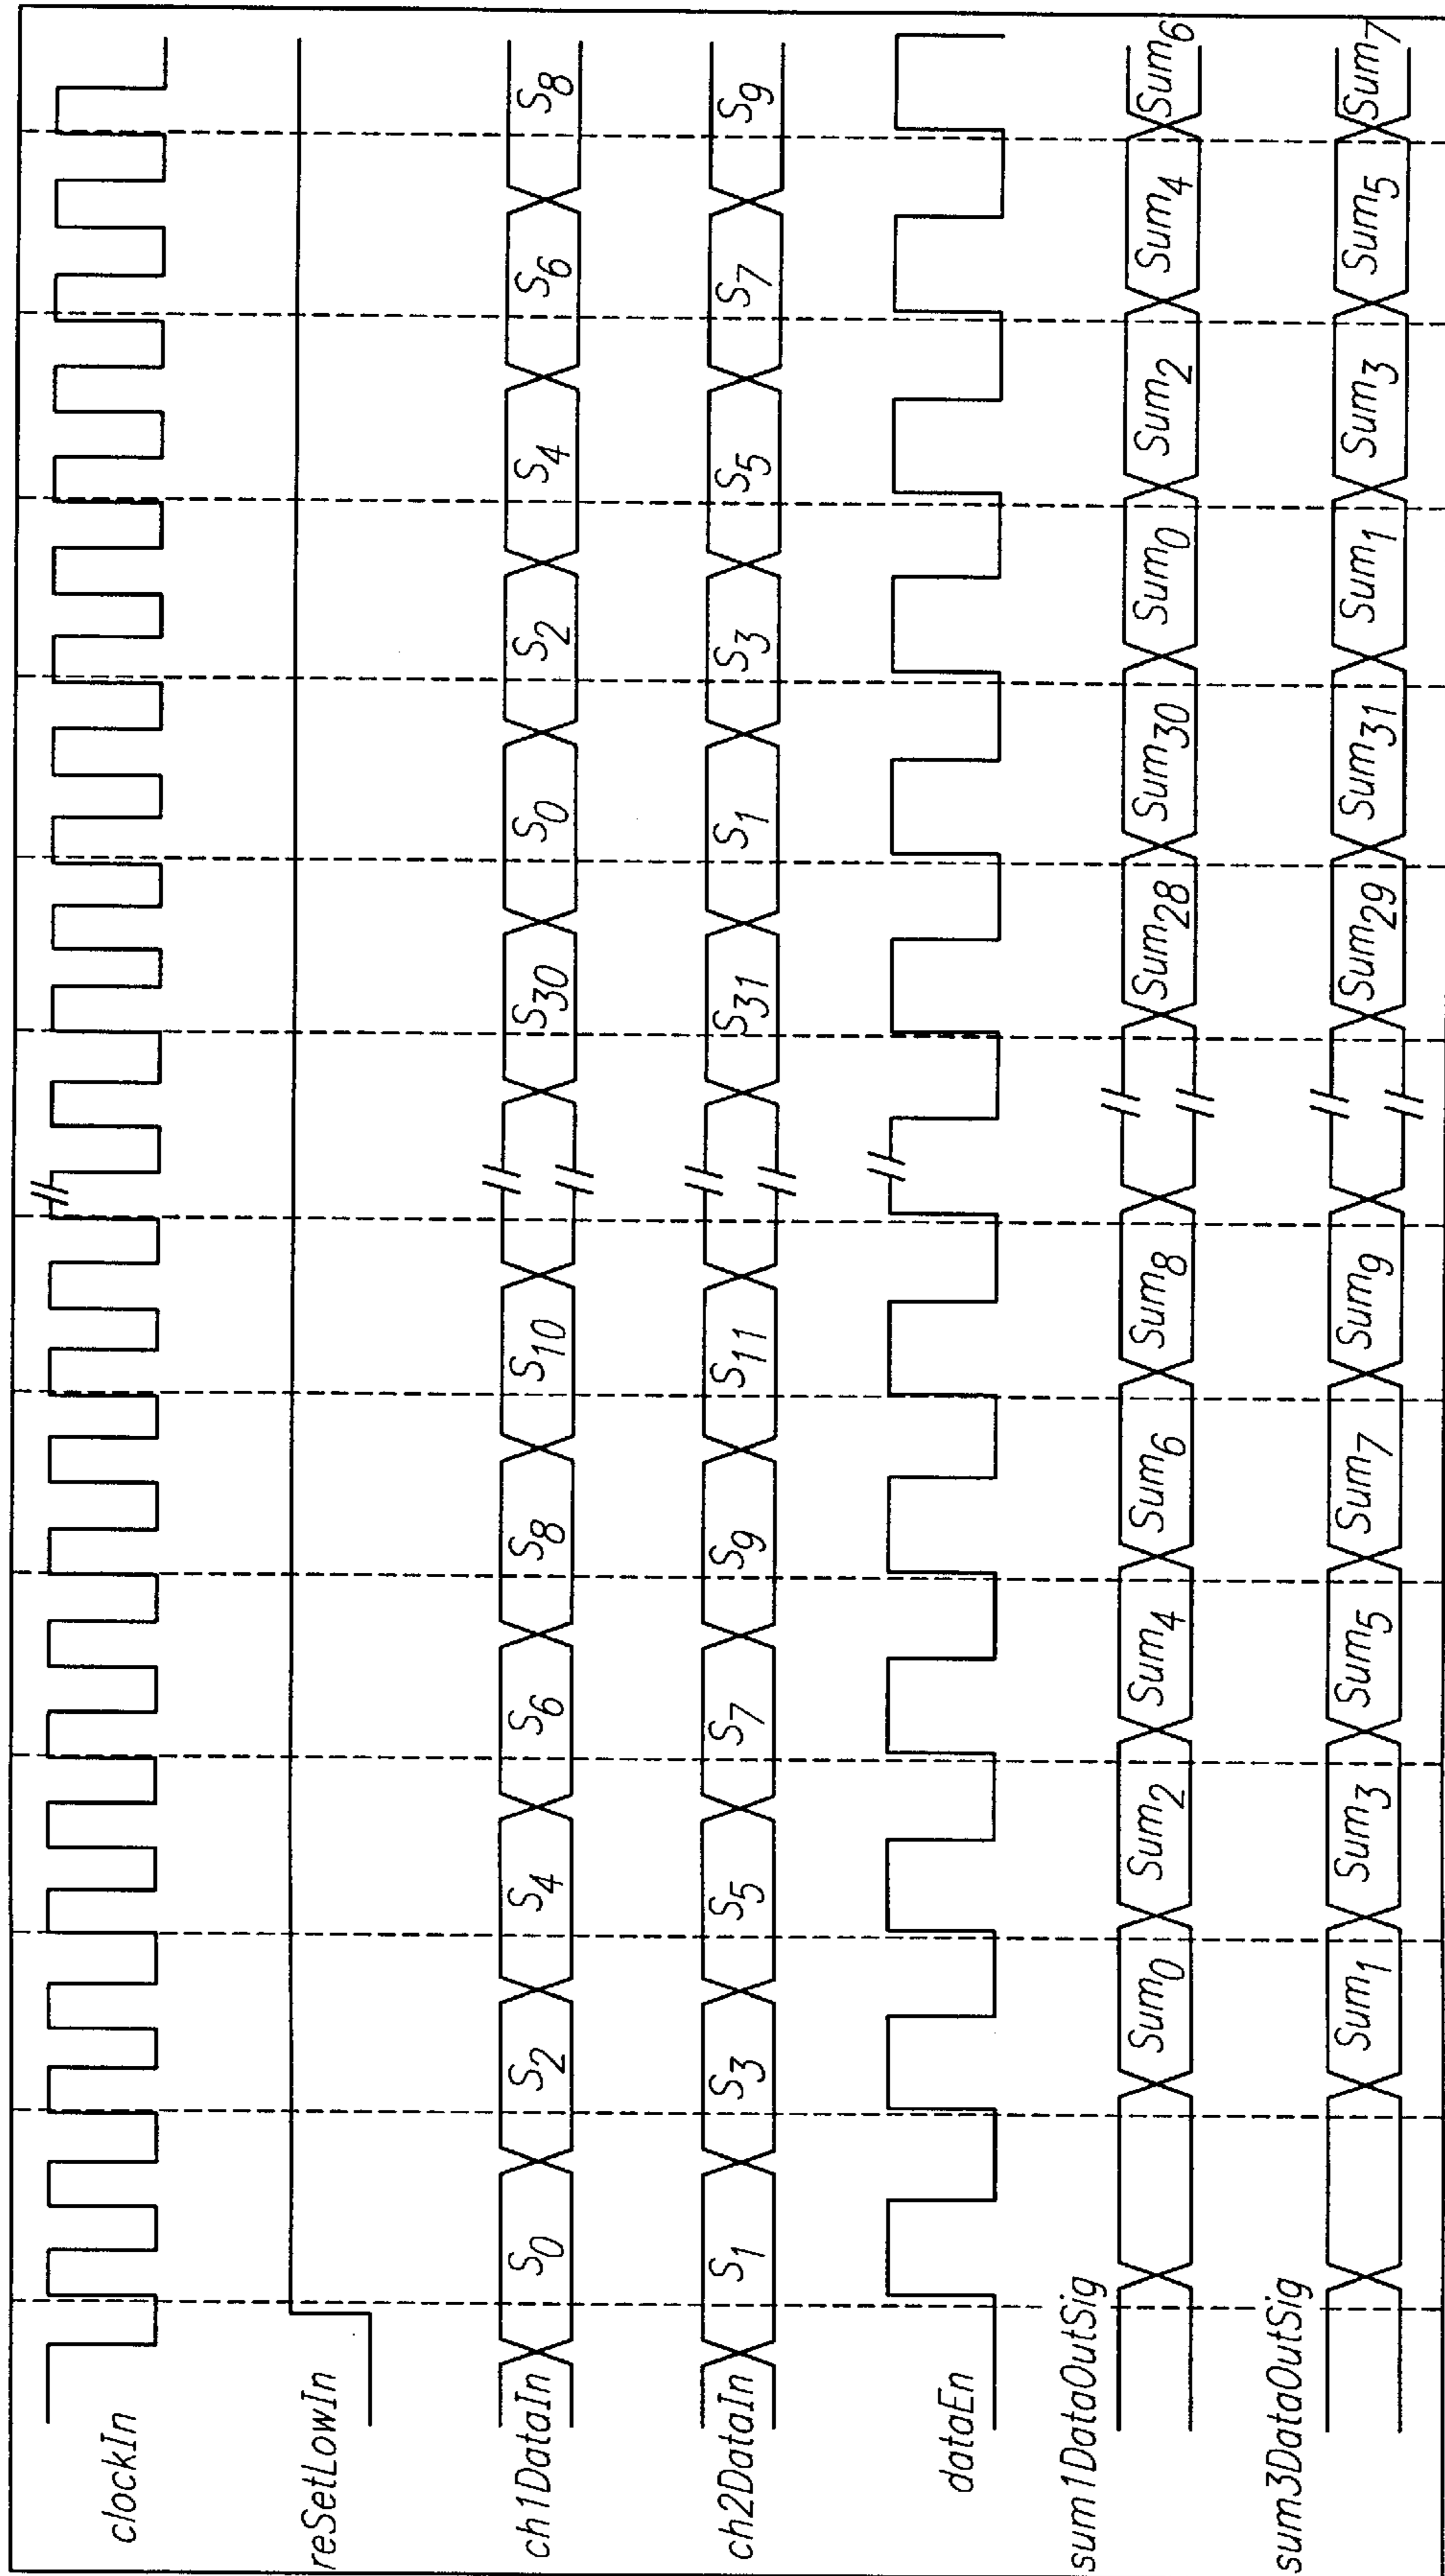 clockIn
reSetLowIn
ch1DataIn S0 S2 S4 S6 S8 S10 S30 S0 S2 S4 S6 S8
ch2DataIn S1 S3 S5 S7 S9 S11 S31 S1 S3 S5 S7 S9
dataEn
sum1DataOutSig Sum0 Sum2 Sum4 Sum6 Sum8 Sum28 Sum30 Sum0 Sum2 Sum4 Sum6
sum3DataOutSig Sum1 Sum3 Sum5 Sum7 Sum9 Sum29 Sum31 Sum1 Sum3 Sum5 Sum7